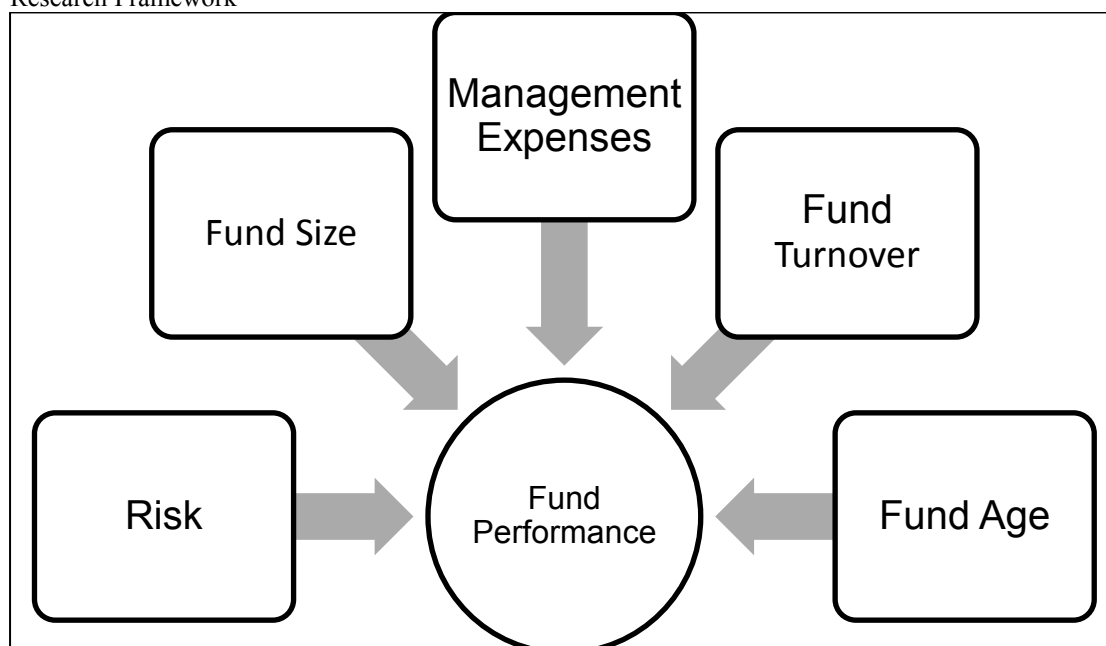 Research Framework
Management
Expenses
Fund Size
Fund
Turnover
Risk
Fund
Performance
Fund Age